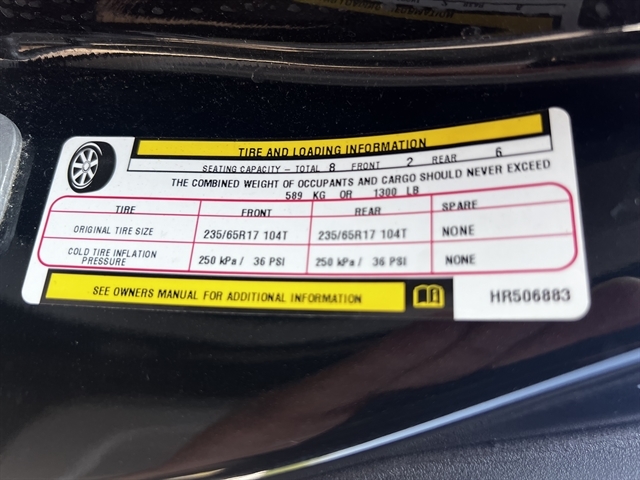 TIRE AND LOADING INFORMATION
SEATING CAPACITY - TOTAL 8 FRONT 2 REAR 6
THE COMBINED WEIGHT OF OCCUPANTS AND CARGO SHOULD NEVER EXCEED
589 KG OR 1300 LB
TIRE FRONT REAR SPARE
ORIGINAL TIRE SIZE 235/65R17 104T 235/65R17 104T NONE
COLD TIRE INFLATION PRESSURE 250 kPa / 36 PSI 250 kPa / 36 PSI NONE
SEE OWNERS MANUAL FOR ADDITIONAL INFORMATION
HR506883